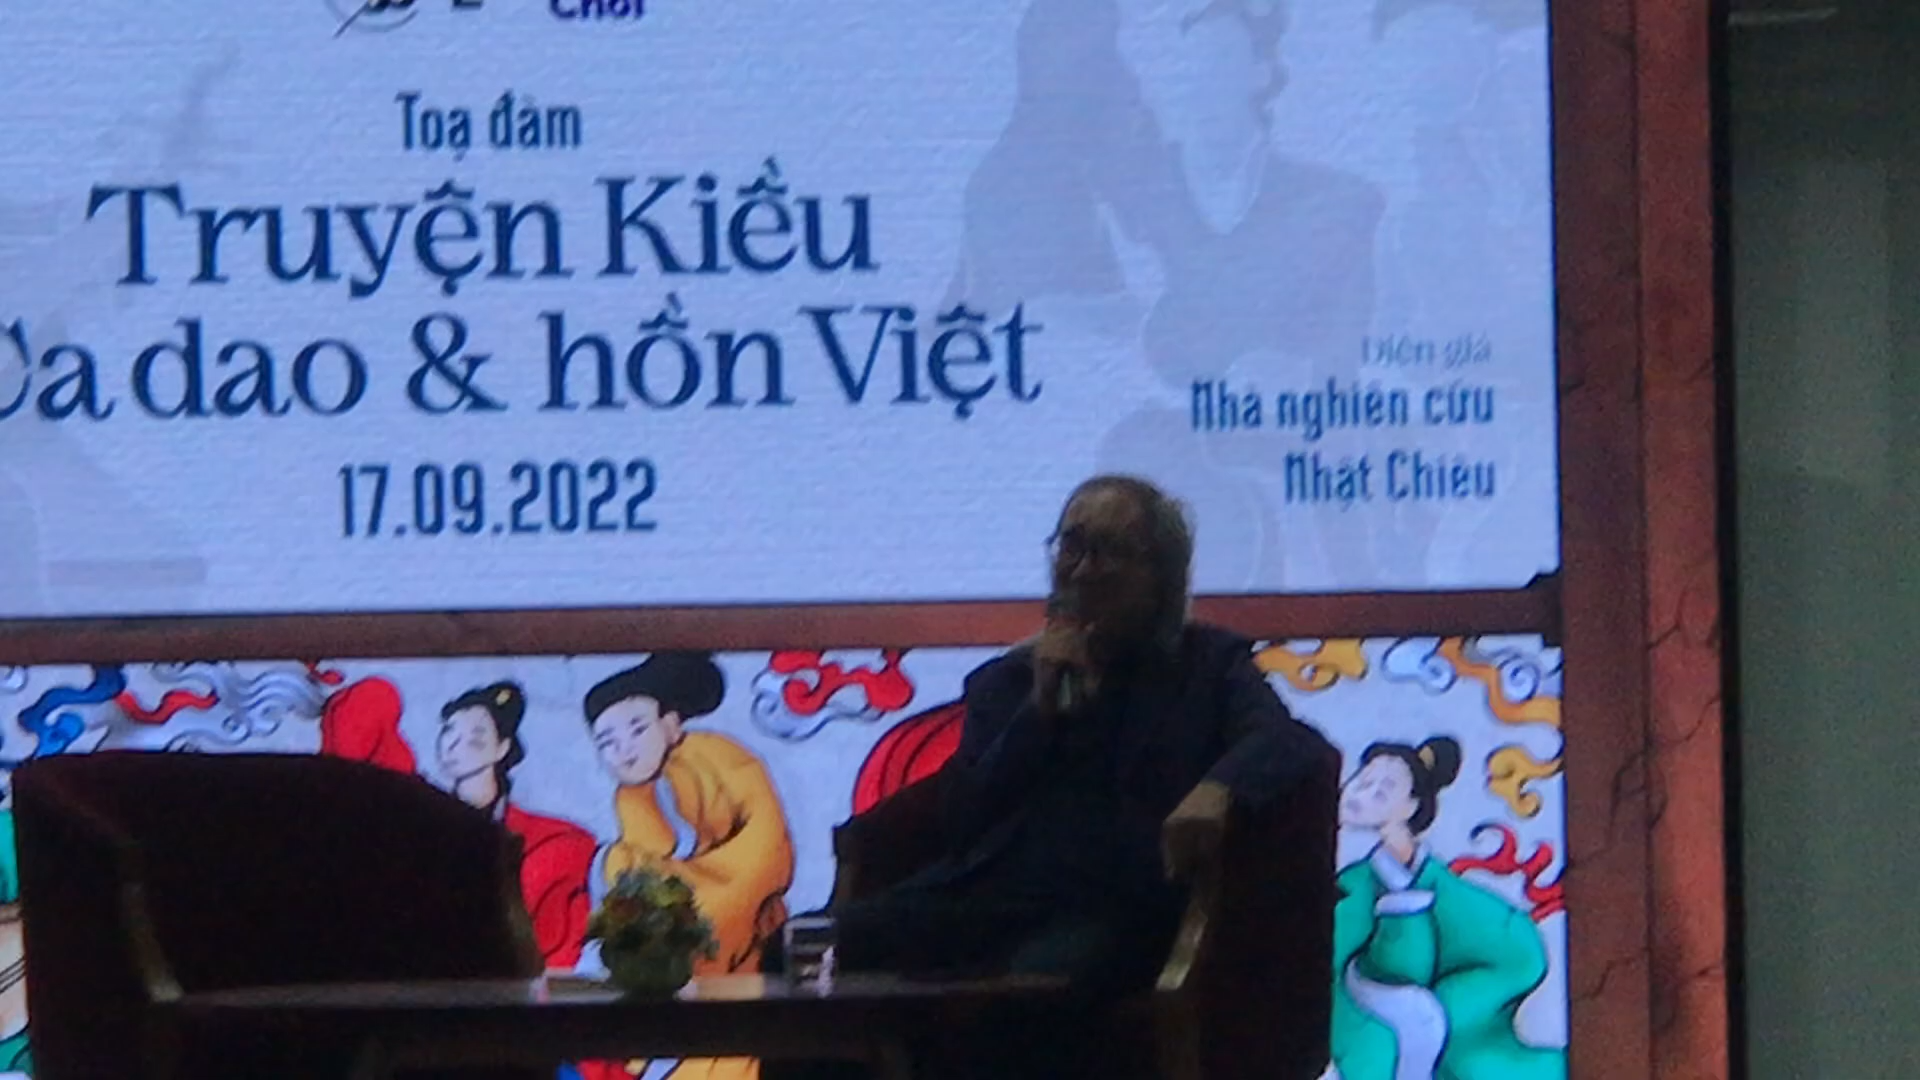 Toạ đàm
Truyện Kiều
Ca dao & hồn Việt
17.09.2022
Diễn giả
Nhà nghiên cứu
Nhật Chiêu